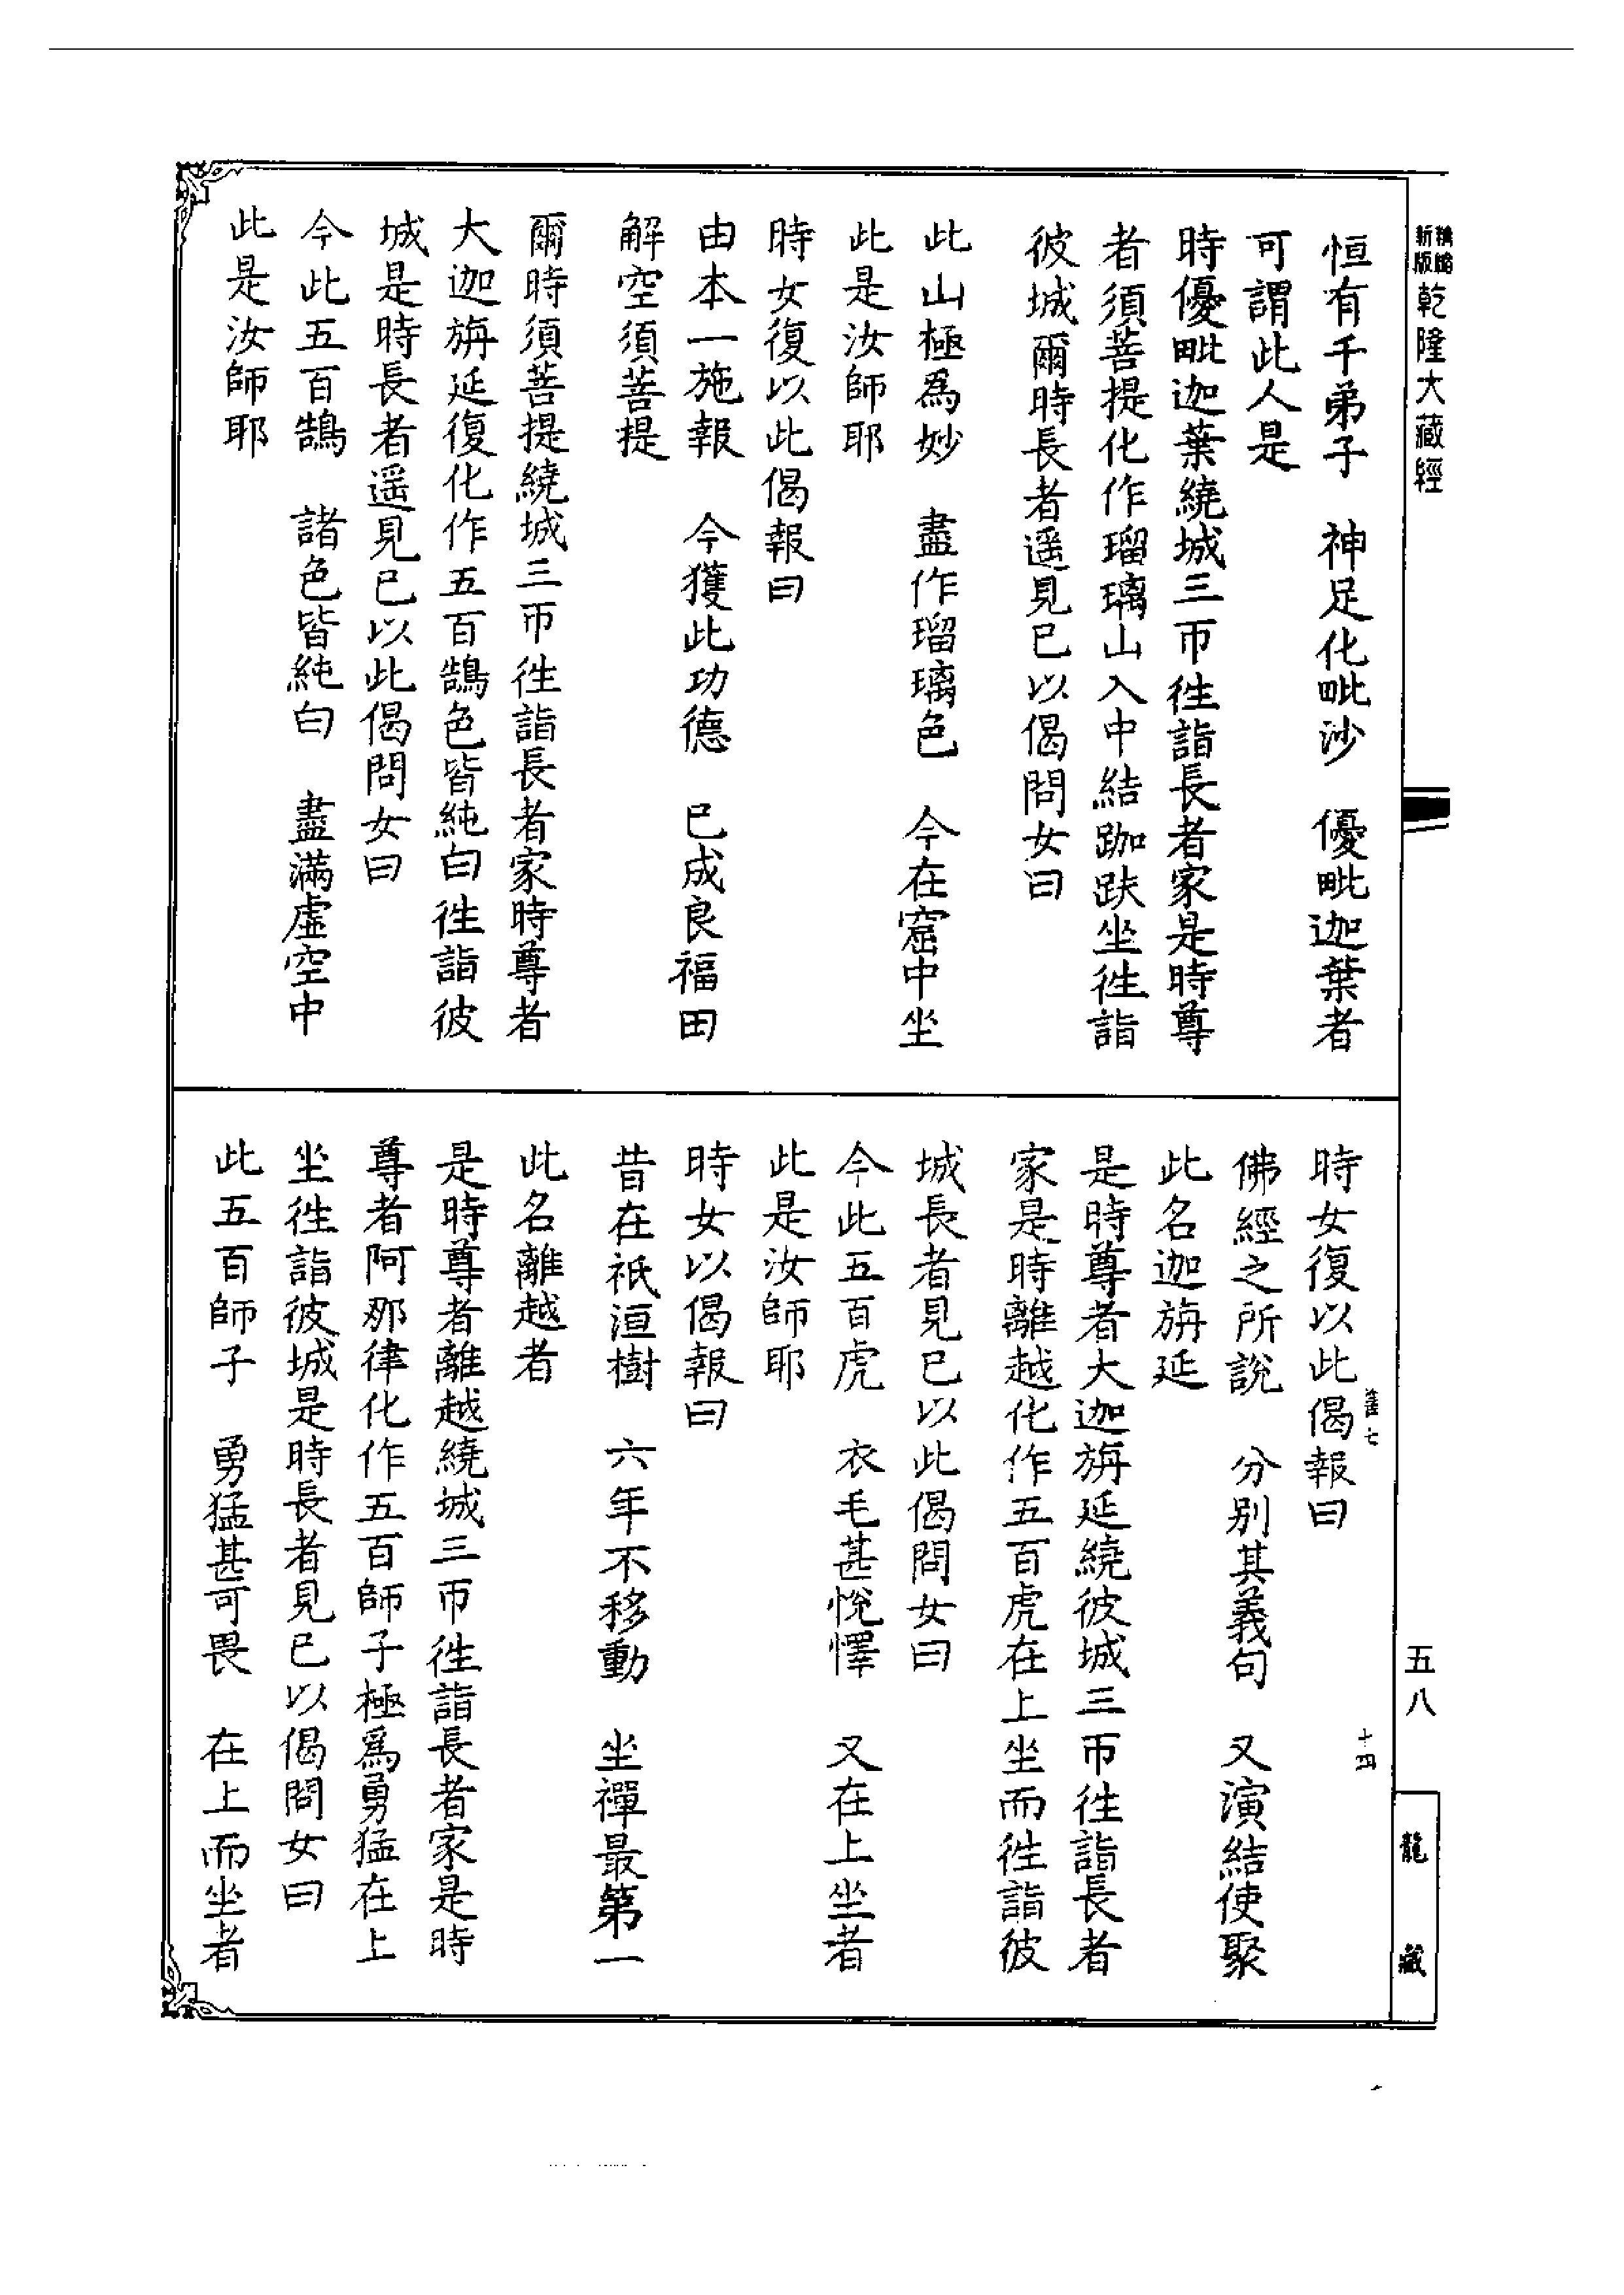 新版精縮乾隆大藏經
恒有千弟子　神足化毗沙　優毗迦葉者
可謂此人是
時優毗迦葉繞城三帀徃詣長者家是時尊
者須菩提化作瑠璃山入中結跏趺坐徃詣
彼城爾時長者遥見已以偈問女曰
此山極為妙　盡作瑠璃色　今在窟中坐
此是汝師耶
時女復以此偈報曰
由本一施報　今獲此功德　已成良福田
解空須菩提
爾時須菩提繞城三帀徃詣長者家時尊者
大迦旃延復化作五百鵠色皆純白徃詣彼
城是時長者遥見已以此偈問女曰
今此五百鵠　諸色皆純白　盡滿虛空中
此是汝師耶
時女復以此偈報曰
佛經之所說　分別其義句　又演結使聚
此名迦旃延
是時尊者大迦旃延繞彼城三帀徃詣長者
家是時離越化作五百虎在上坐而徃詣彼
城長者見已以此偈問女曰
今此五百虎　衣毛甚悅懌　又在上坐者
此是汝師耶
時女以偈報曰
昔在祇洹樹　六年不移動　坐禪最第一
此名離越者
是時尊者離越繞城三帀徃詣長者家是時
尊者阿那律化作五百師子極爲勇猛在上
坐徃詣彼城是時長者見已以偈問女曰
此五百師子　勇猛甚可畏　在上而坐者
七
十四
五八
龍藏